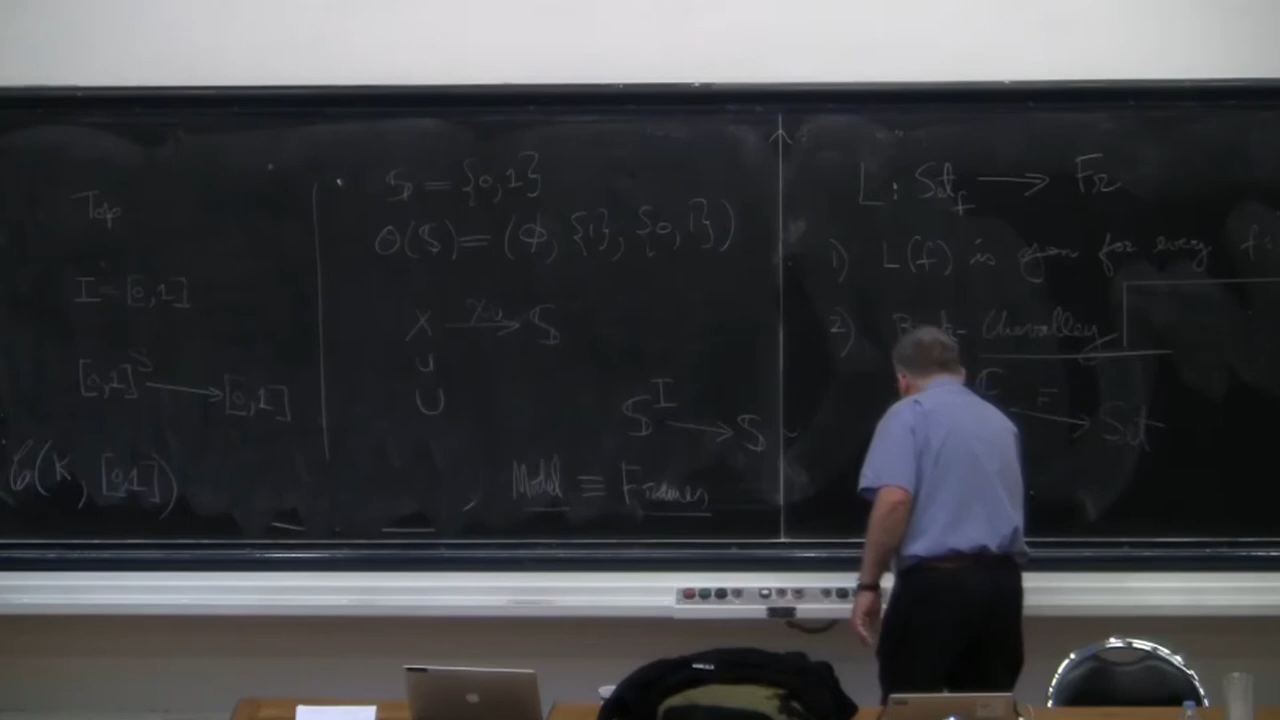 Top
I = [0,1]
[0,1]^S → [0,1]
C(K, [0,1])
$ = {0,1}
O($) = (ϕ, {1}, {0,1})
X → $
∪
U
$^I → $
Model ≡ Frames
L: Set_f → Fr
1) L(f) is open for every f
2) Beck-Chevalley
C F → Set